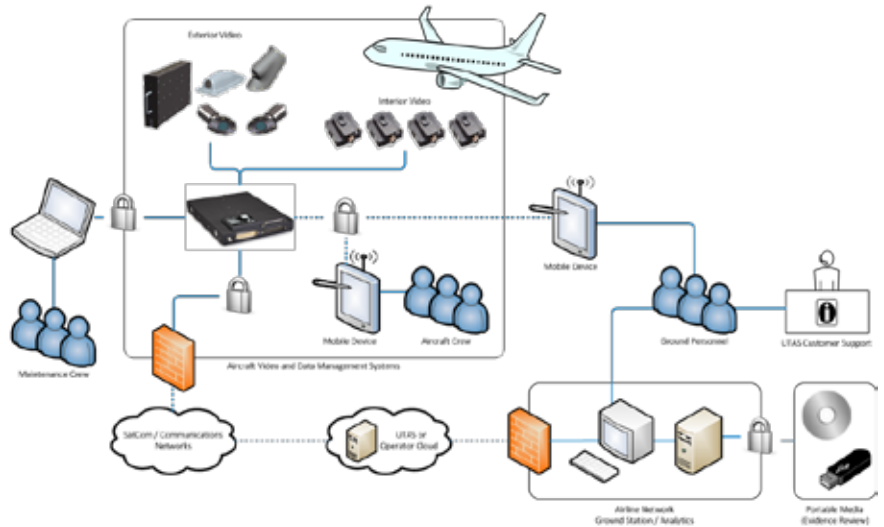 Exterior Video
Interior Video
Mobile Device
Maintenance Crew
Mobile Device
Aircraft Crew
Ground Personnel
UTAS Customer Support
Aircraft Video and Data Management Systems
SatCom / Communications
Networks
UTAS or
Operator Cloud
Airline Network
Ground Station / Analytics
Portable Media
(Evidence Review)